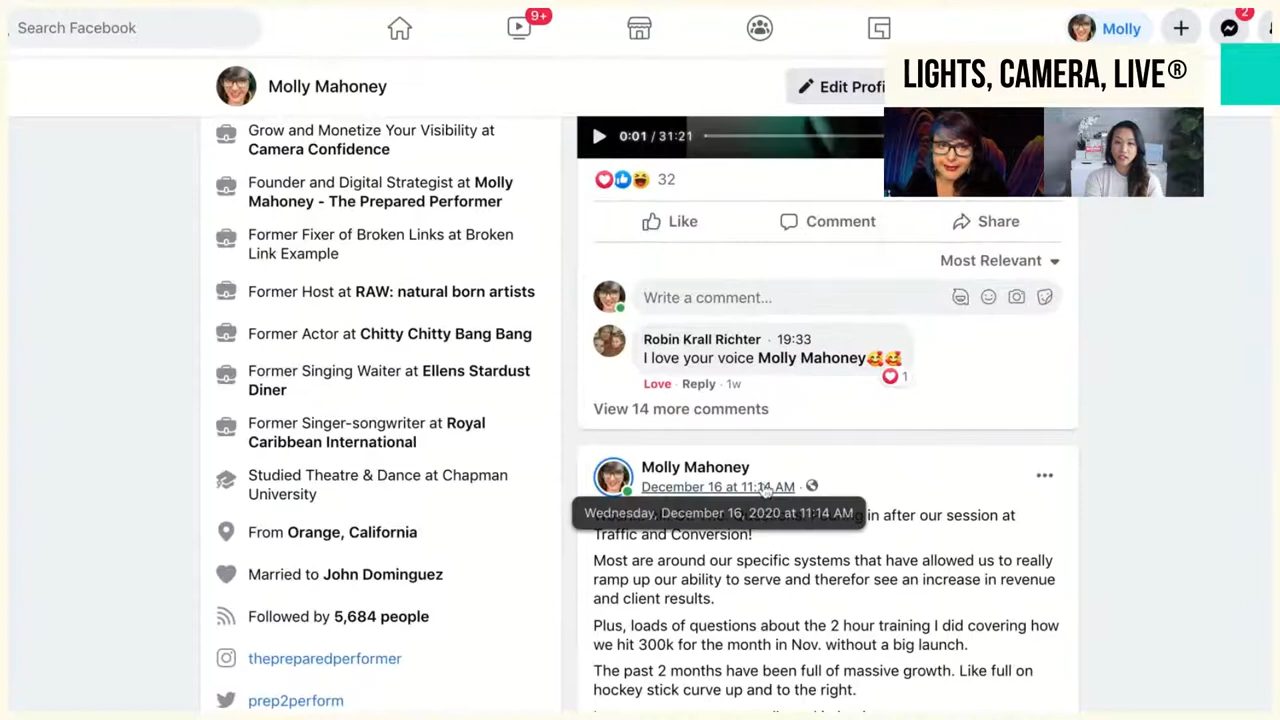 Search Facebook
9+
Molly
2
Molly Mahoney
Edit Profi
LIGHTS, CAMERA, LIVE®
Grow and Monetize Your Visibility at
Camera Confidence
Founder and Digital Strategist at Molly
Mahoney - The Prepared Performer
Former Fixer of Broken Links at Broken
Link Example
Former Host at RAW: natural born artists
Former Actor at Chitty Chitty Bang Bang
Former Singing Waiter at Ellens Stardust
Diner
Former Singer-songwriter at Royal
Caribbean International
Studied Theatre & Dance at Chapman
University
From Orange, California
Married to John Dominguez
Followed by 5,684 people
thepreparedperformer
prep2perform
0:01 / 31:21
32
Like
Comment
Share
Most Relevant
Write a comment...
Robin Krall Richter · 19:33
I love your voice Molly Mahoney🥰🥰
1
Love · Reply · 1w
View 14 more comments
Molly Mahoney
December 16 at 11:14 AM ·
Wednesday, December 16, 2020 at 11:14 AM
in after our session at
Traffic and Conversion!
Most are around our specific systems that have allowed us to really
ramp up our ability to serve and therefor see an increase in revenue
and client results.
Plus, loads of questions about the 2 hour training I did covering how
we hit 300k for the month in Nov. without a big launch.
The past 2 months have been full of massive growth. Like full on
hockey stick curve up and to the right.